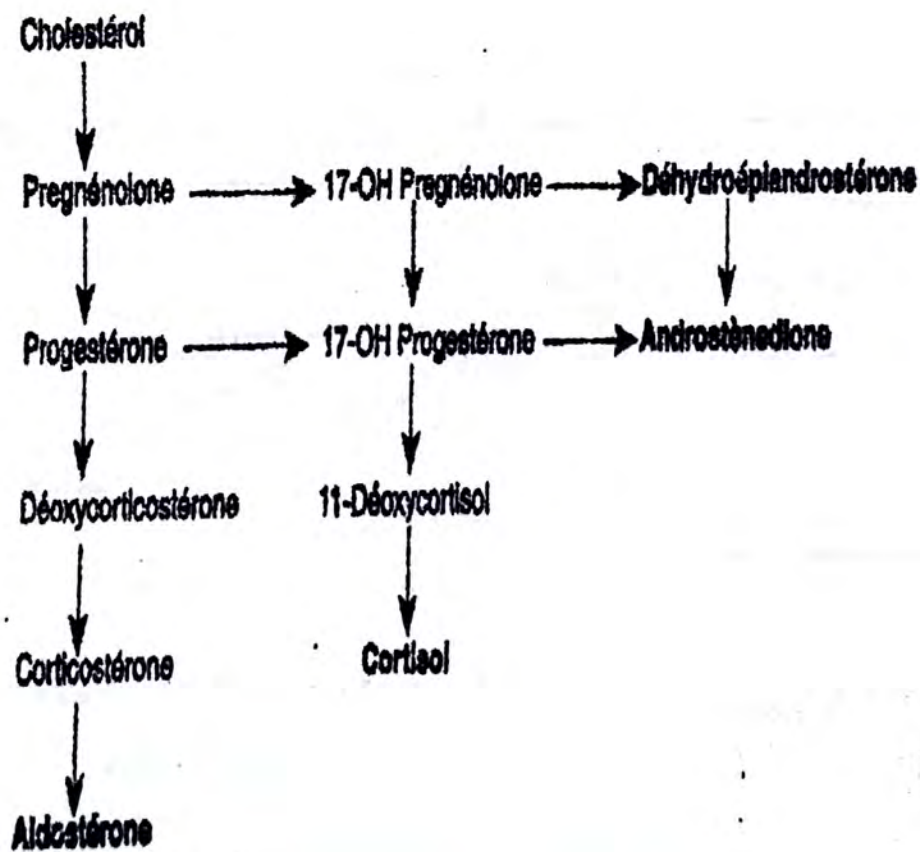 Cholestérol
Pregnénolone 17-OH Pregnénolone Déhydroépiandrostérone
Progestérone 17-OH Progestérone Androstènedione
Déoxycorticostérone 11-Déoxycortisol
Corticostérone Cortisol
Aldostérone